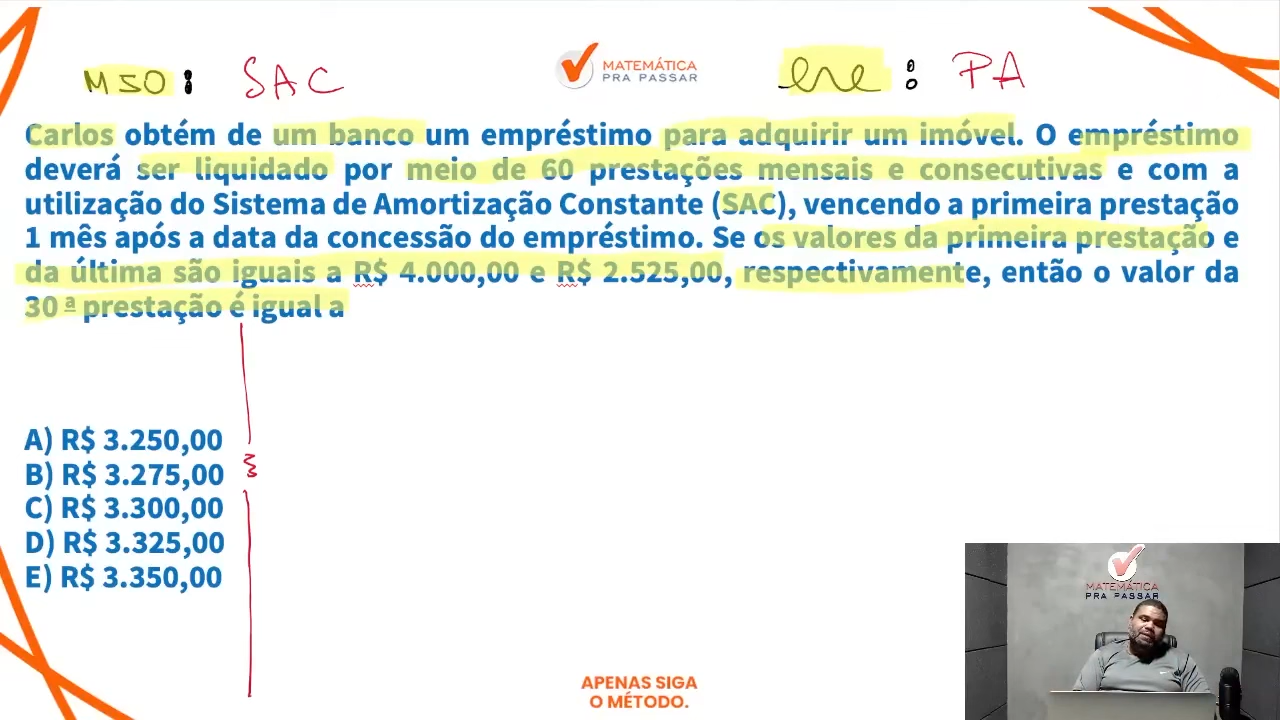 MSO: SAC
MATEMÁTICA
PRA PASSAR
: PA
Carlos obtém de um banco um empréstimo para adquirir um imóvel. O empréstimo
deverá ser liquidado por meio de 60 prestações mensais e consecutivas e com a
utilização do Sistema de Amortização Constante (SAC), vencendo a primeira prestação
1 mês após a data da concessão do empréstimo. Se os valores da primeira prestação e
da última são iguais a R$ 4.000,00 e R$ 2.525,00, respectivamente, então o valor da
30 ª prestação é igual a
A) R$ 3.250,00
B) R$ 3.275,00
C) R$ 3.300,00
D) R$ 3.325,00
E) R$ 3.350,00
MATEMÁTICA
PRA PASSAR
APENAS SIGA
O MÉTODO.